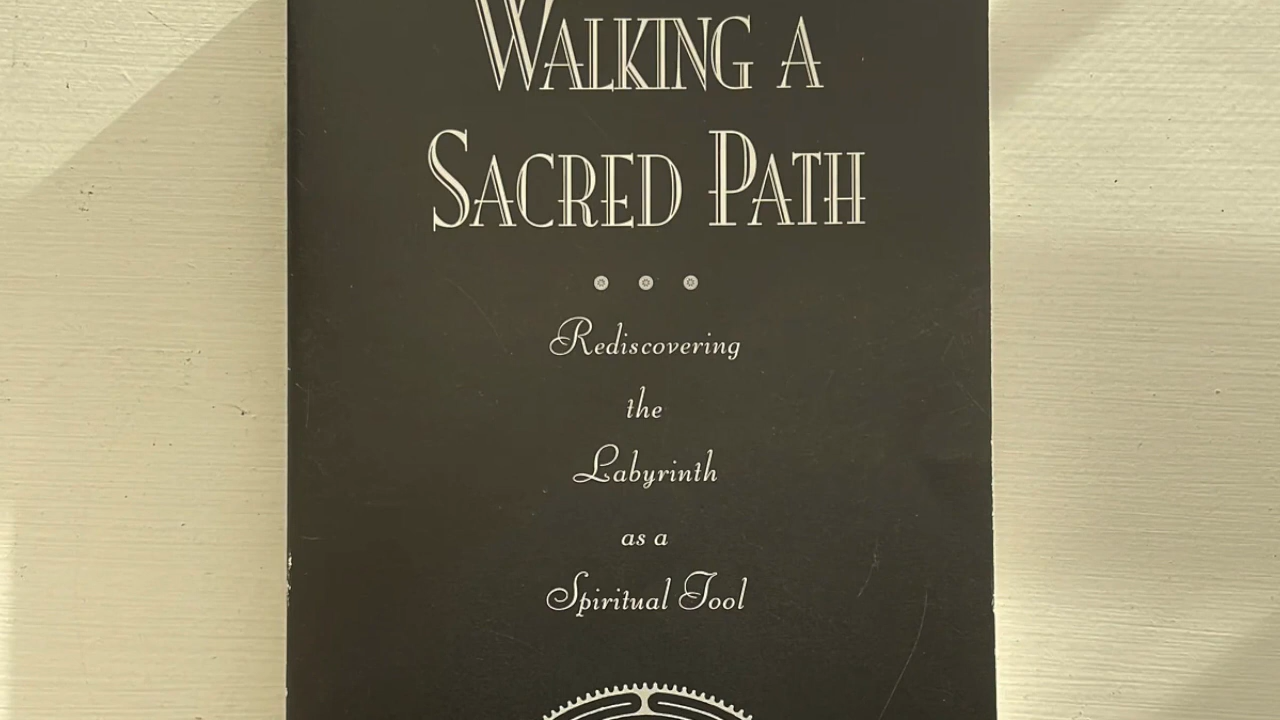 WALKING A
SACRED PATH
Rediscovering
the
Labyrinth
as a
Spiritual Tool